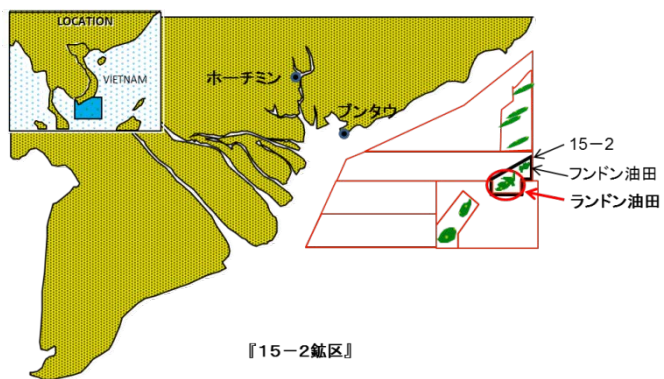 LOCATION
VIETNAM
ホーチミン
ブンタウ
15-2
フンドン油田
ランドン油田
『15-2鉱区』